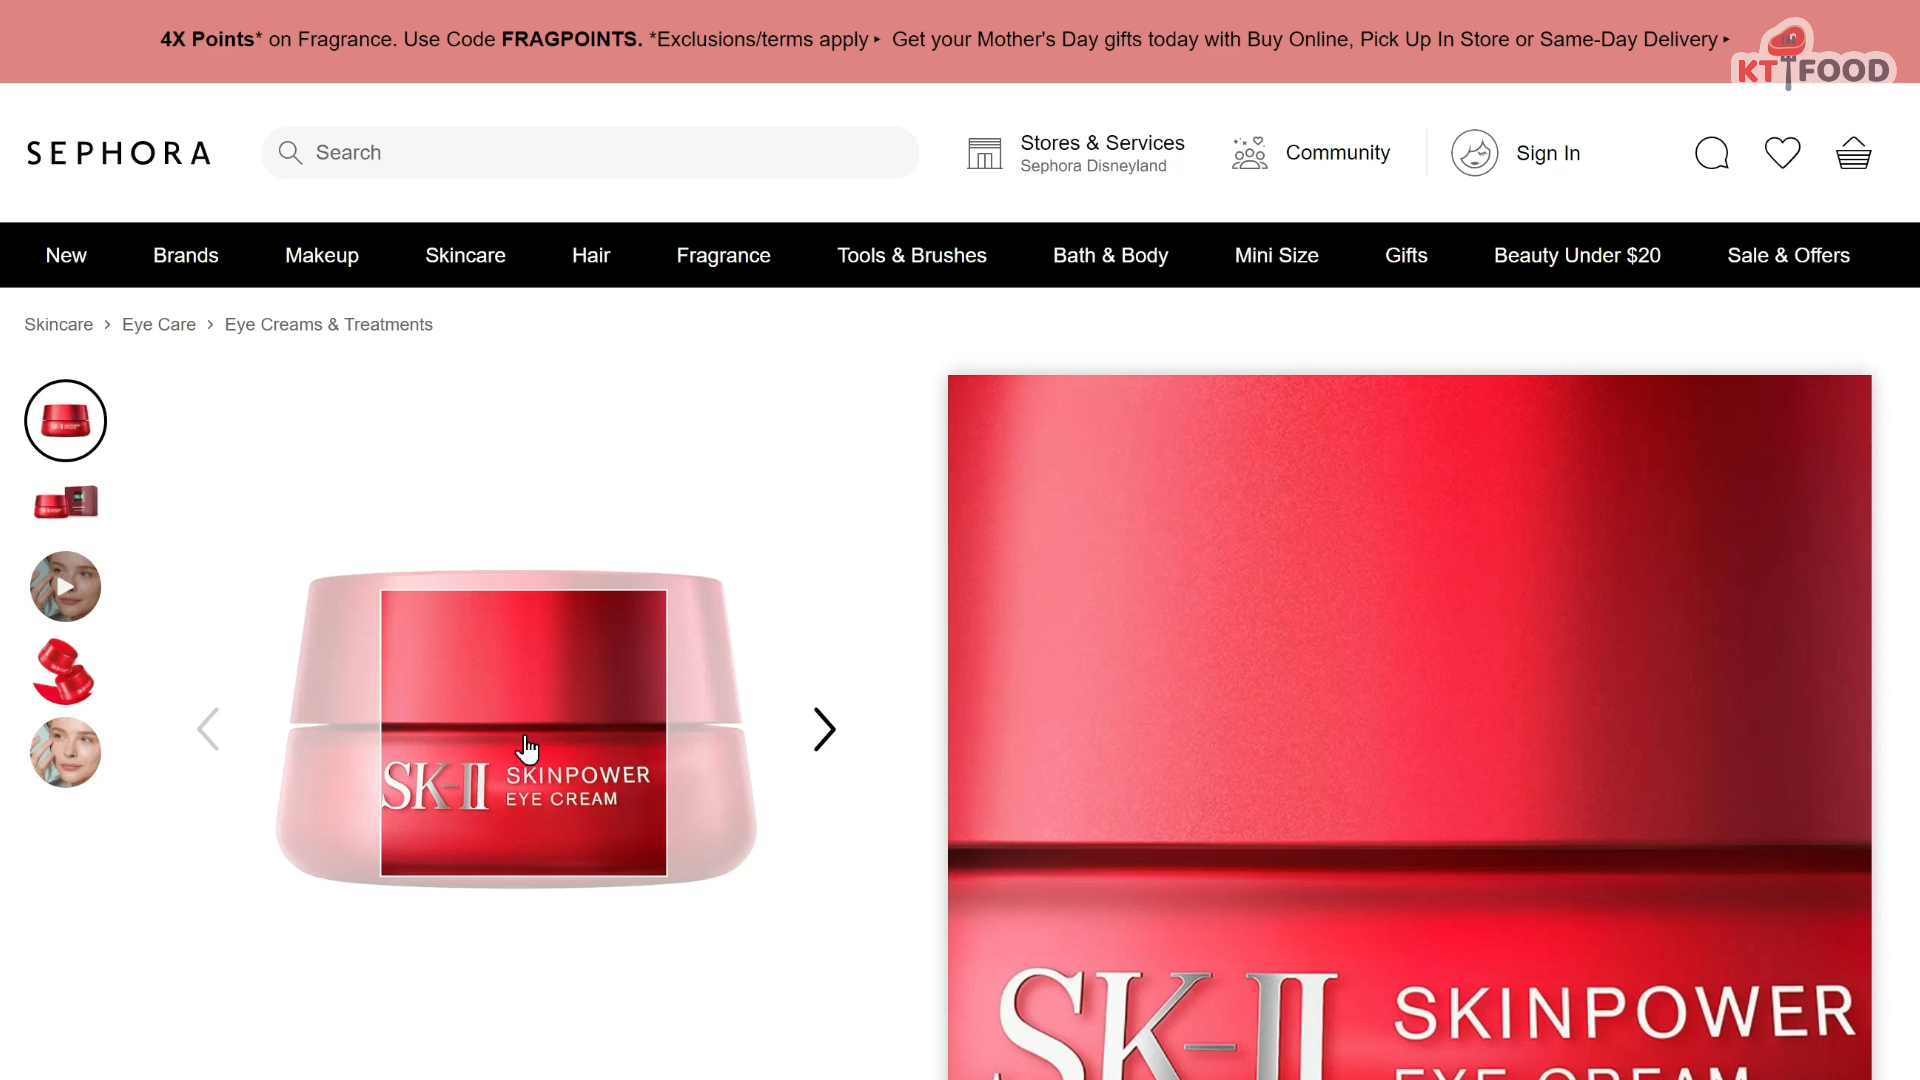 4X Points* on Fragrance. Use Code FRAGPOINTS. *Exclusions/terms apply ▸ Get your Mother's Day gifts today with Buy Online, Pick Up In Store or Same-Day Delivery ▸
KT FOOD
SEPHORA
Search
Stores & Services
Sephora Disneyland
Community
Sign In
New Brands Makeup Skincare Hair Fragrance Tools & Brushes Bath & Body Mini Size Gifts Beauty Under $20 Sale & Offers
Skincare > Eye Care > Eye Creams & Treatments
SK-II SKINPOWER
EYE CREAM
SK-II SKINPOWER
EYE CREAM